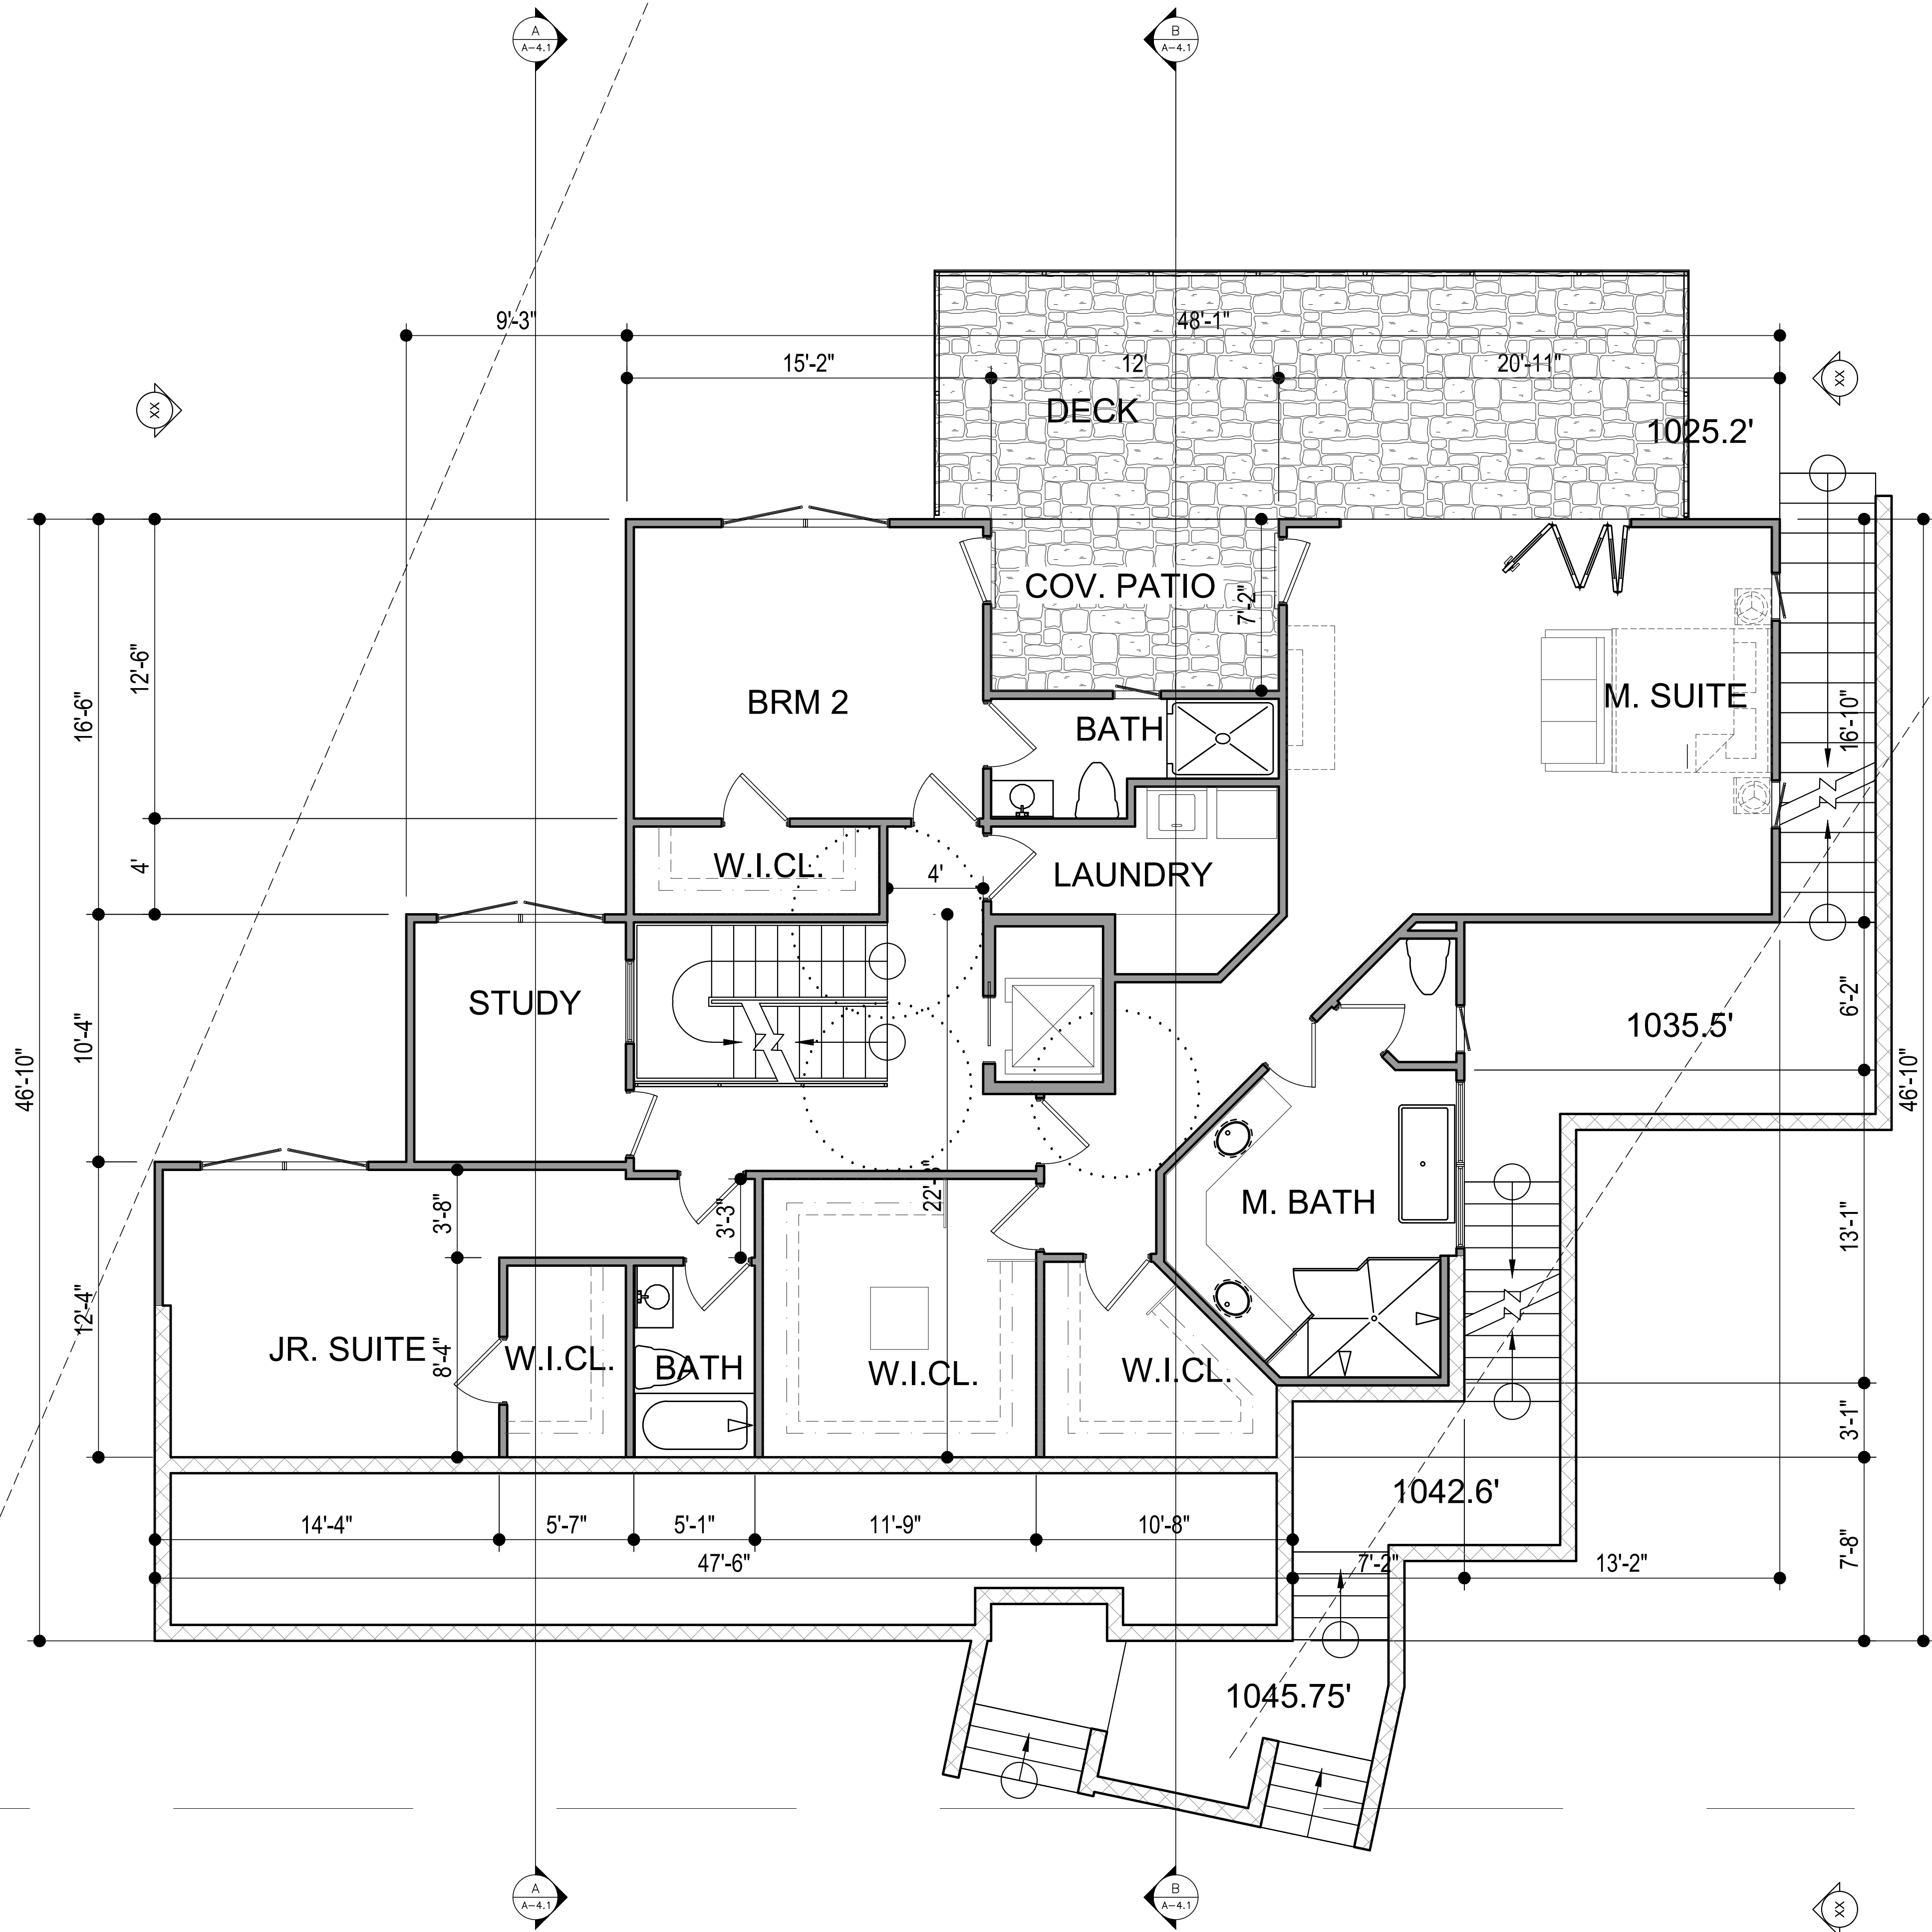 A
A-4.1
B
A-4.1
9'-3"
48'-1"
15'-2"
12'
20'-11"
XX
XX
DECK
1025.2'
COV. PATIO
7'-2"
12'-6"
16'-6"
BRM 2
M. SUITE
16'-10"
BATH
W.I.CL.
4'
4'
LAUNDRY
STUDY
10'-4"
1035.5'
6'-2"
46'-10"
46'-10"
M. BATH
3'-8"
3'-3"
13'-1"
12'-4"
JR. SUITE
8'-4"
W.I.CL.
BATH
W.I.CL.
W.I.CL.
3'-1"
1042.6'
14'-4"
5'-7"
5'-1"
11'-9"
10'-8"
7'-8"
47'-6"
7'-2"
13'-2"
1045.75'
A
A-4.1
B
A-4.1
XX